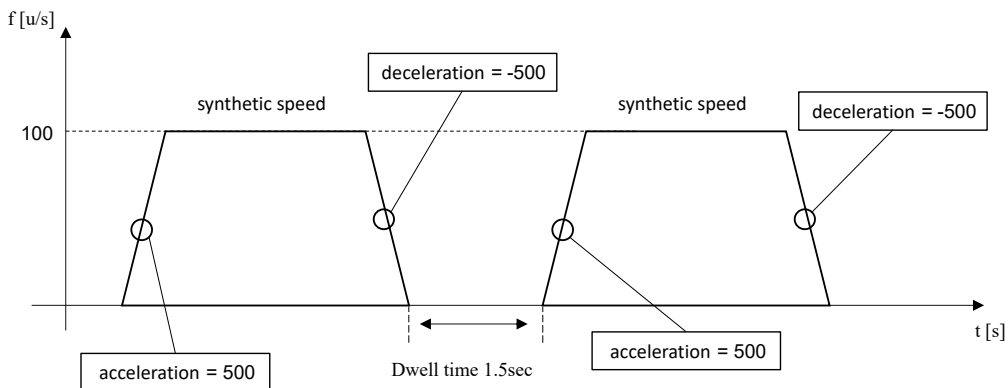 f [u/s]
deceleration = -500
synthetic speed
synthetic speed
deceleration = -500
100
t [s]
acceleration = 500
Dwell time 1.5sec
acceleration = 500